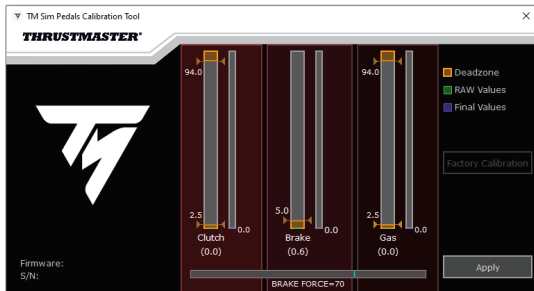 TM Sim Pedals Calibration Tool
THRUSTMASTER®
94.0
94.0
Deadzone
RAW Values
Final Values
Factory Calibration
2.5
0.0
5.0
0.0
2.5
0.0
Clutch
Brake
Gas
(0.0)
(0.6)
(0.0)
Firmware:
S/N:
Apply
BRAKE FORCE=70